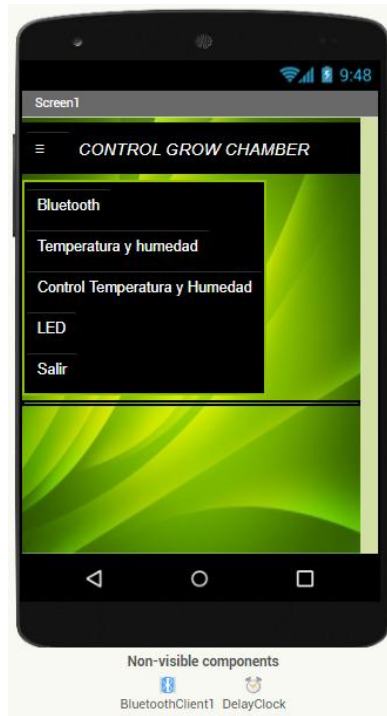 9:48
Screen1
≡ CONTROL GROW CHAMBER
Bluetooth
Temperatura y humedad
Control Temperatura y Humedad
LED
Salir
Non-visible components
BluetoothClient1 DelayClock